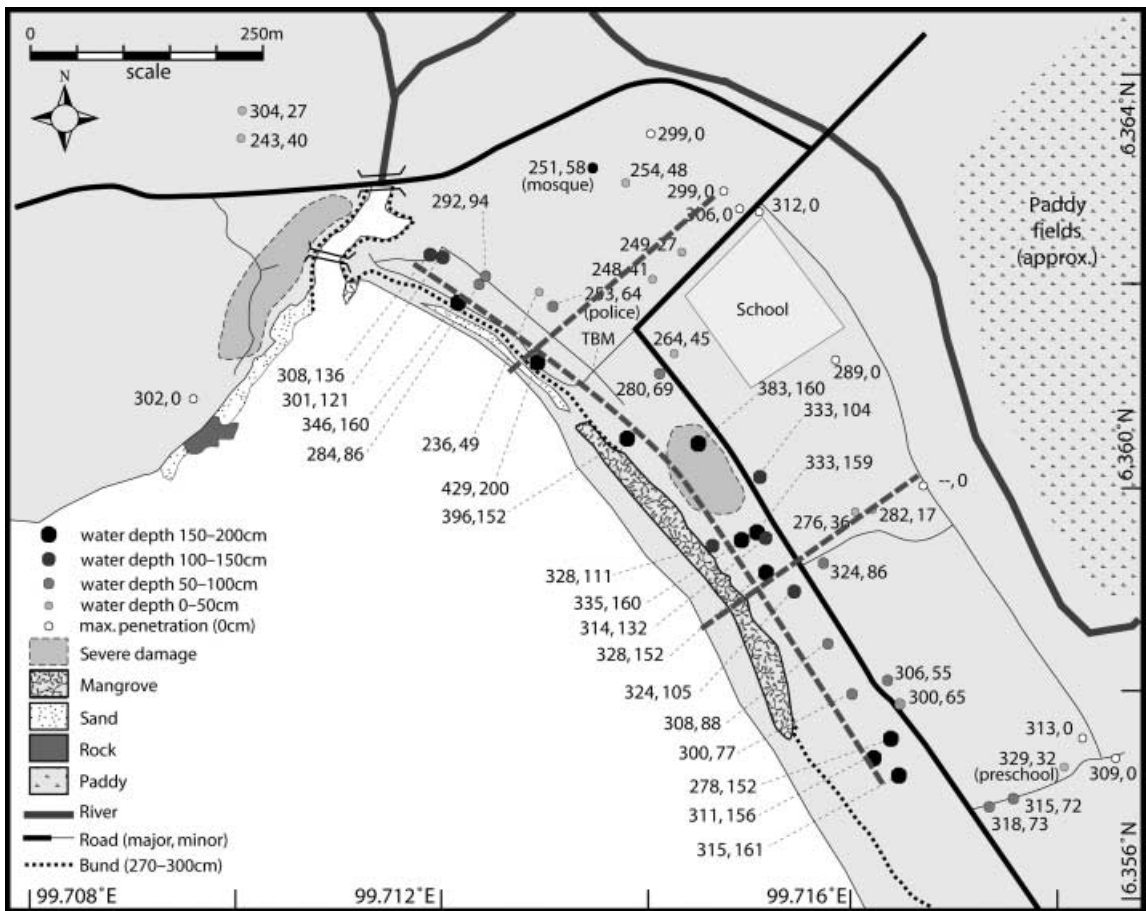 0
250m
scale
N
304, 27
243, 40
299, 0
251, 58
(mosque)
254, 48
299, 0
306, 0
312, 0
292, 94
249, 27
248, 41
253, 64
(police)
TBM
School
Paddy
fields
(approx.)
6.364˚N
302, 0
308, 136
301, 121
346, 160
284, 86
236, 49
429, 200
396, 152
264, 45
280, 69
289, 0
383, 160
333, 104
333, 159
6.360˚N
--, 0
276, 36
282, 17
324, 86
328, 111
335, 160
314, 132
328, 152
324, 105
308, 88
300, 77
278, 152
311, 156
315, 161
306, 55
300, 65
313, 0
329, 32
(preschool)
309, 0
315, 72
318, 73
water depth 150–200cm
water depth 100–150cm
water depth 50–100cm
water depth 0–50cm
max. penetration (0cm)
Severe damage
Mangrove
Sand
Rock
Paddy
River
Road (major, minor)
Bund (270–300cm)
6.356˚N
99.708˚E
99.712˚E
99.716˚E